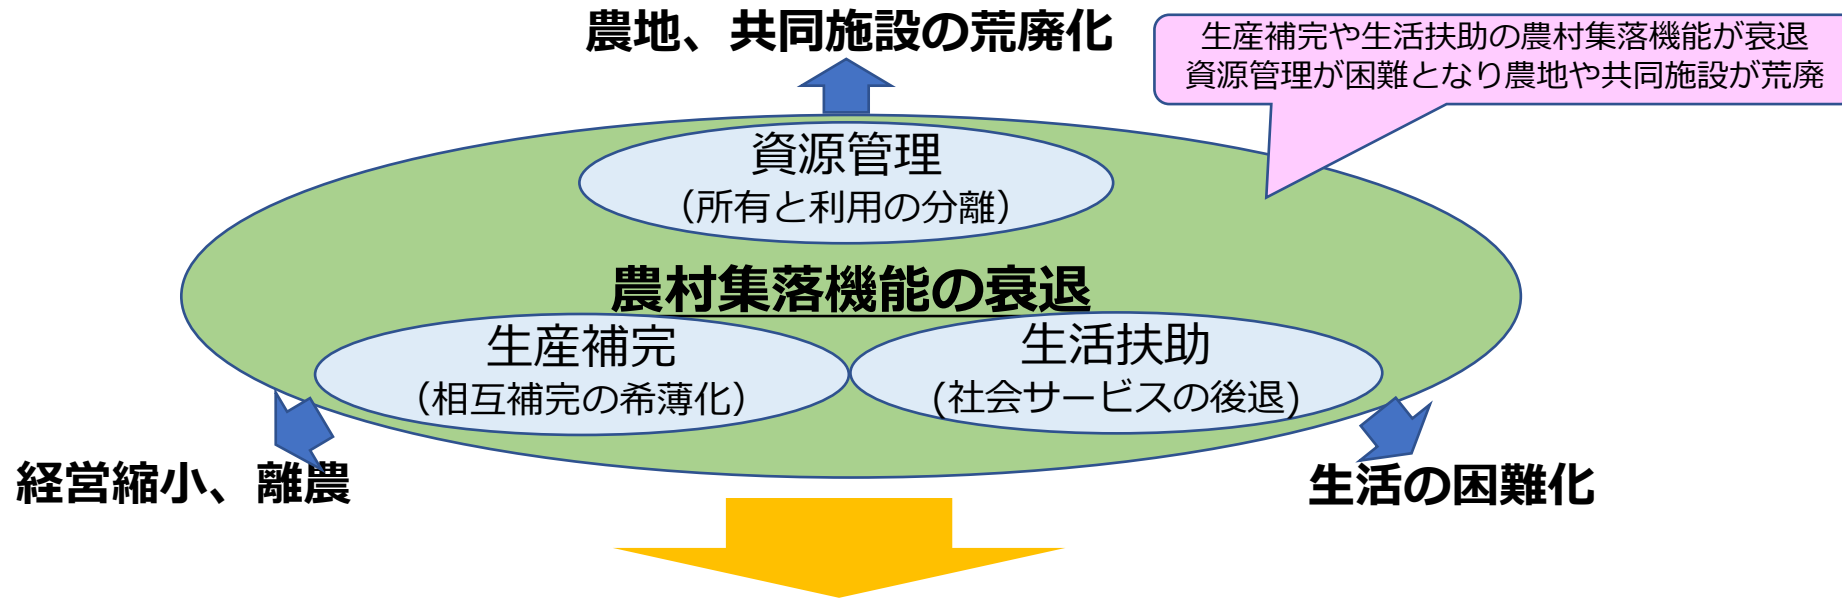 農地、共同施設の荒廃化
生産補完や生活扶助の農村集落機能が衰退
資源管理が困難となり農地や共同施設が荒廃
資源管理
（所有と利用の分離）
農村集落機能の衰退
生産補完
（相互補完の希薄化）
生活扶助
(社会サービスの後退)
経営縮小、離農
生活の困難化